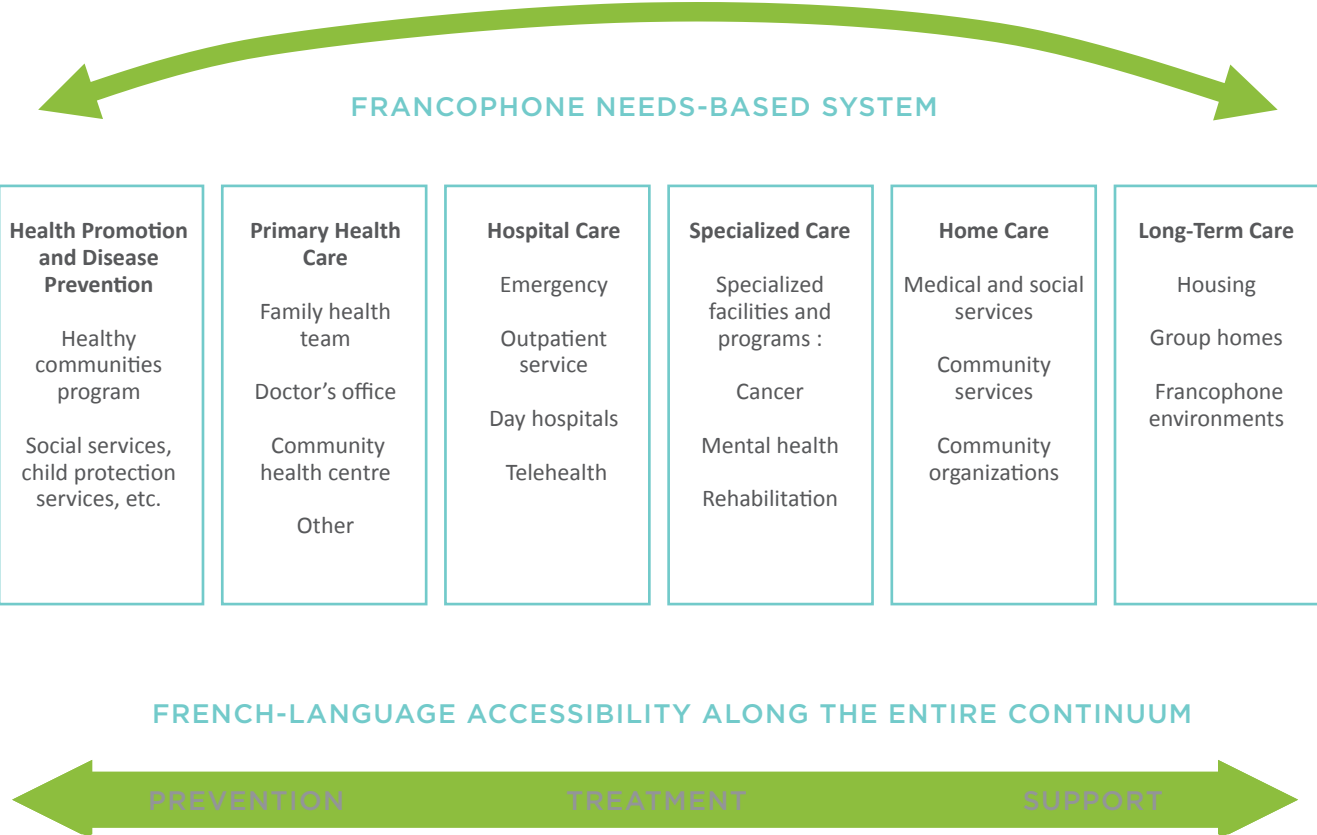 FRANCOPHONE NEEDS-BASED SYSTEM
Health Promotion
and Disease
Prevention
Healthy
communities
program
Social services,
child protection
services, etc.
Primary Health
Care
Family health
team
Doctor’s office
Community
health centre
Other
Hospital Care
Emergency
Outpatient
service
Day hospitals
Telehealth
Specialized Care
Specialized
facilities and
programs :
Cancer
Mental health
Rehabilitation
Home Care
Medical and social
services
Community
services
Community
organizations
Long-Term Care
Housing
Group homes
Francophone
environments
FRENCH-LANGUAGE ACCESSIBILITY ALONG THE ENTIRE CONTINUUM
PREVENTION TREATMENT SUPPORT